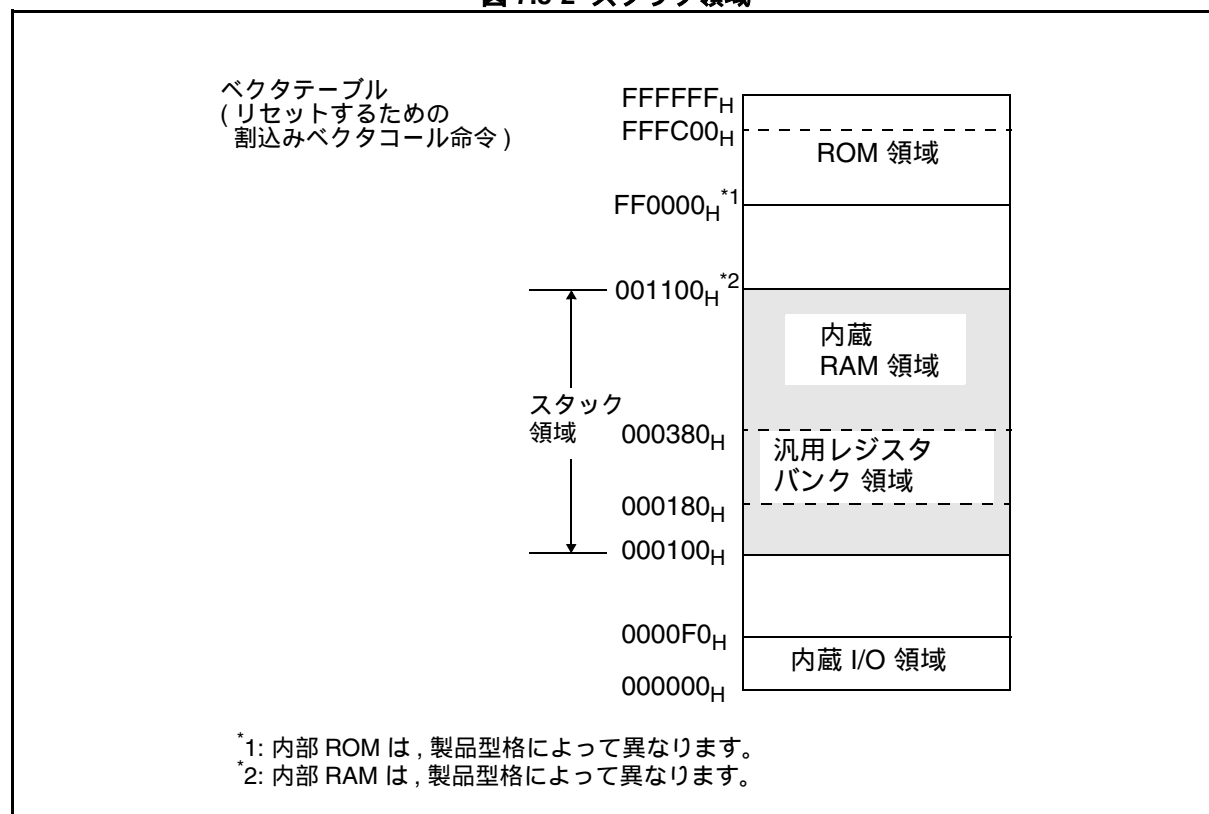 図 7.8-2 スタック領域
ベクタテーブル
( リセットするための
割込みベクタコール命令 )
FFFFFFH
FFFC00H
ROM 領域
FF0000H*1
001100H*2
内蔵
RAM 領域
スタック
領域
000380H
汎用レジスタ
バンク 領域
000180H
000100H
0000F0H
内蔵 I/O 領域
000000H
*1: 内部 ROM は , 製品型格によって異なります。
*2: 内部 RAM は , 製品型格によって異なります。